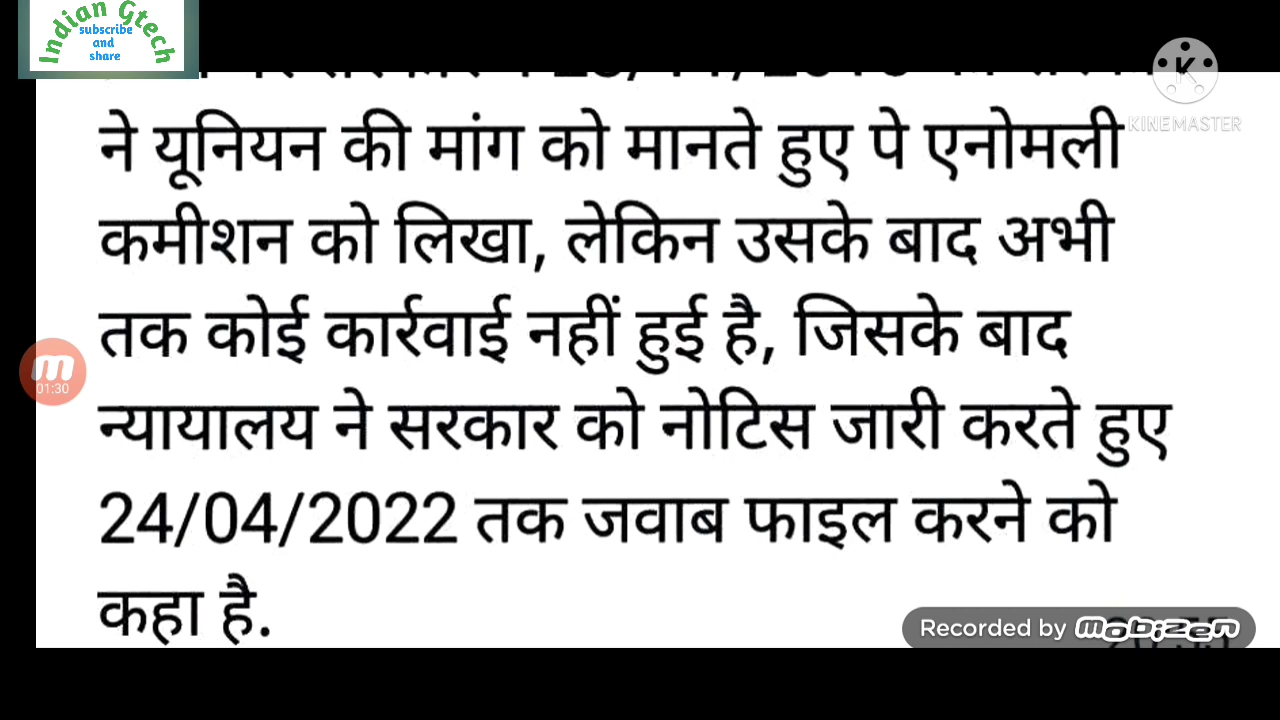 Indian Gtech
subscribe
and
share
KINEMASTER
ने यूनियन की मांग को मानते हुए पे एनोमली
कमीशन को लिखा, लेकिन उसके बाद अभी
तक कोई कार्रवाई नहीं हुई है, जिसके बाद
01:30
न्यायालय ने सरकार को नोटिस जारी करते हुए
24/04/2022 तक जवाब फाइल करने को
कहा है.
Recorded by mobizen